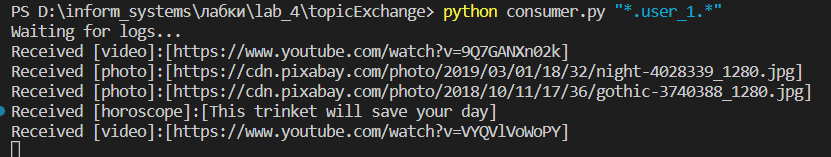 PS D:\inform_systems\лабки\lab_4\topicExchange> python consumer.py "*.user_1.*"
Waiting for logs...
Received [video]:[https://www.youtube.com/watch?v=9Q7GANXn02k]
Received [photo]:[https://cdn.pixabay.com/photo/2019/03/01/18/32/night-4028339_1280.jpg]
Received [photo]:[https://cdn.pixabay.com/photo/2018/10/11/17/36/gothic-3740388_1280.jpg]
Received [horoscope]:[This trinket will save your day]
Received [video]:[https://www.youtube.com/watch?v=VYQVlVoWoPY]